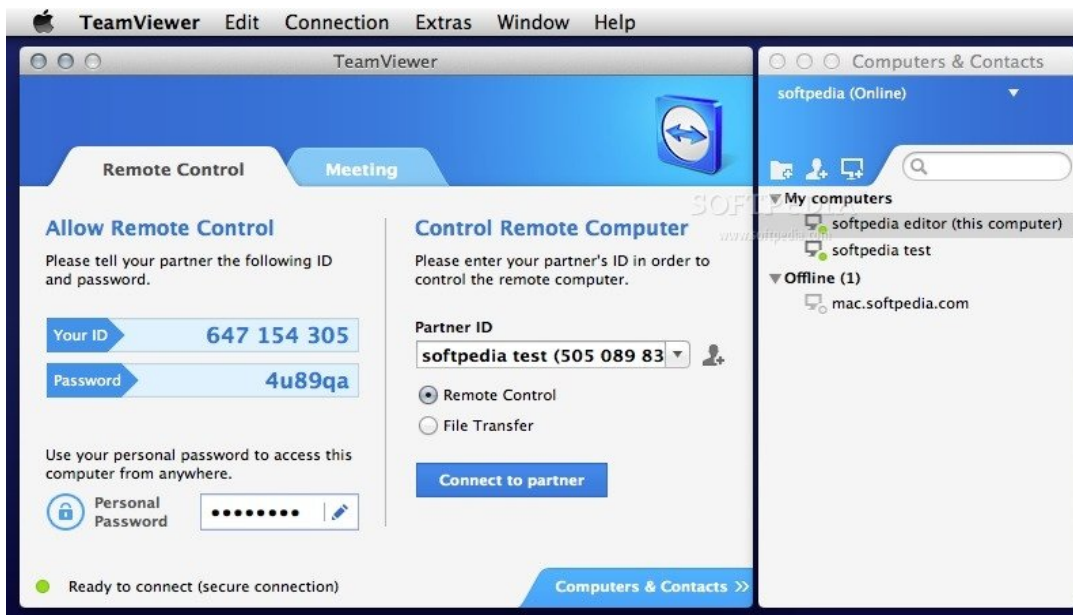 TeamViewer Edit Connection Extras Window Help
TeamViewer
Remote Control
Meeting
Allow Remote Control
Please tell your partner the following ID
and password.
Your ID 647 154 305
Password 4u89qa
Use your personal password to access this
computer from anywhere.
Personal
Password
Ready to connect (secure connection)
Control Remote Computer
Please enter your partner's ID in order to
control the remote computer.
Partner ID
softpedia test (505 089 83
Remote Control
File Transfer
Connect to partner
Computers & Contacts >>
Computers & Contacts
softpedia (Online)
My computers
softpedia editor (this computer)
softpedia test
Offline (1)
mac.softpedia.com
SOFTPEDIA
www.softpedia.com